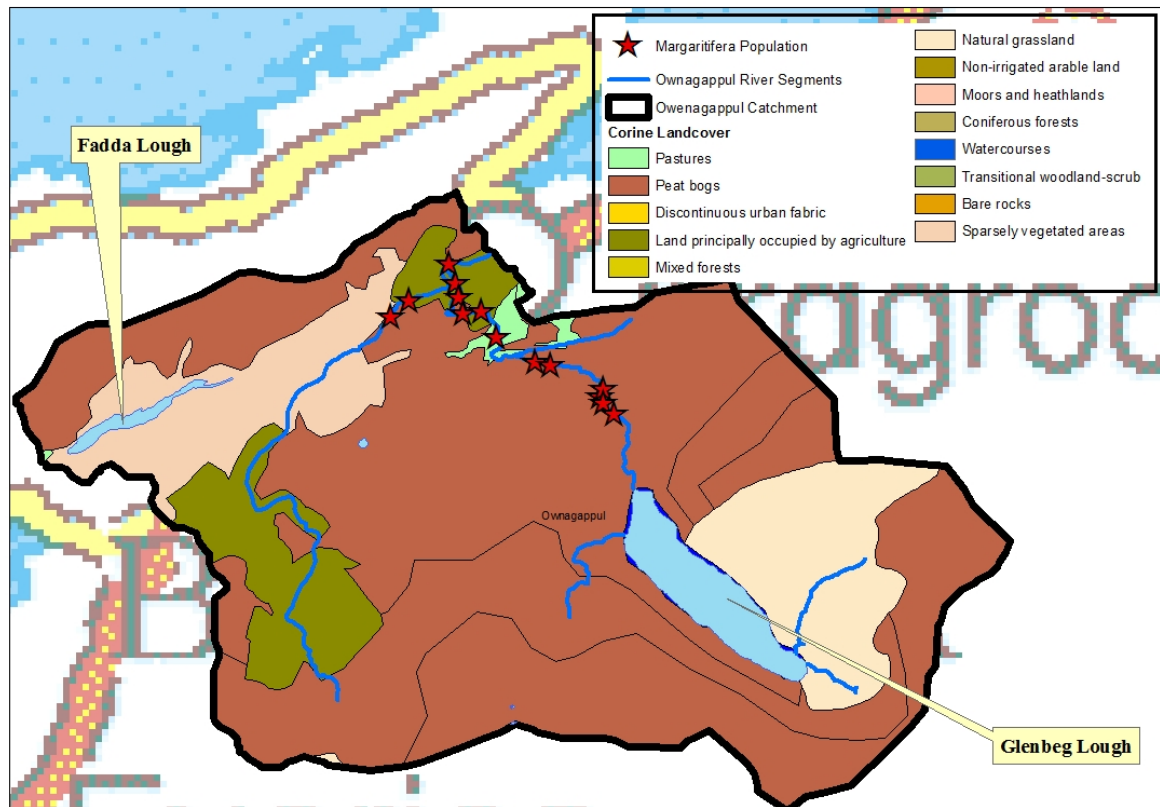 Margaritifera Population
Ownagappul River Segments
Owenagappul Catchment
Corine Landcover
Pastures
Peat bogs
Discontinuous urban fabric
Land principally occupied by agriculture
Mixed forests
Natural grassland
Non-irrigated arable land
Moors and heathlands
Coniferous forests
Watercourses
Transitional woodland-scrub
Bare rocks
Sparsely vegetated areas
Fadda Lough
Ownagappul
Glenbeg Lough